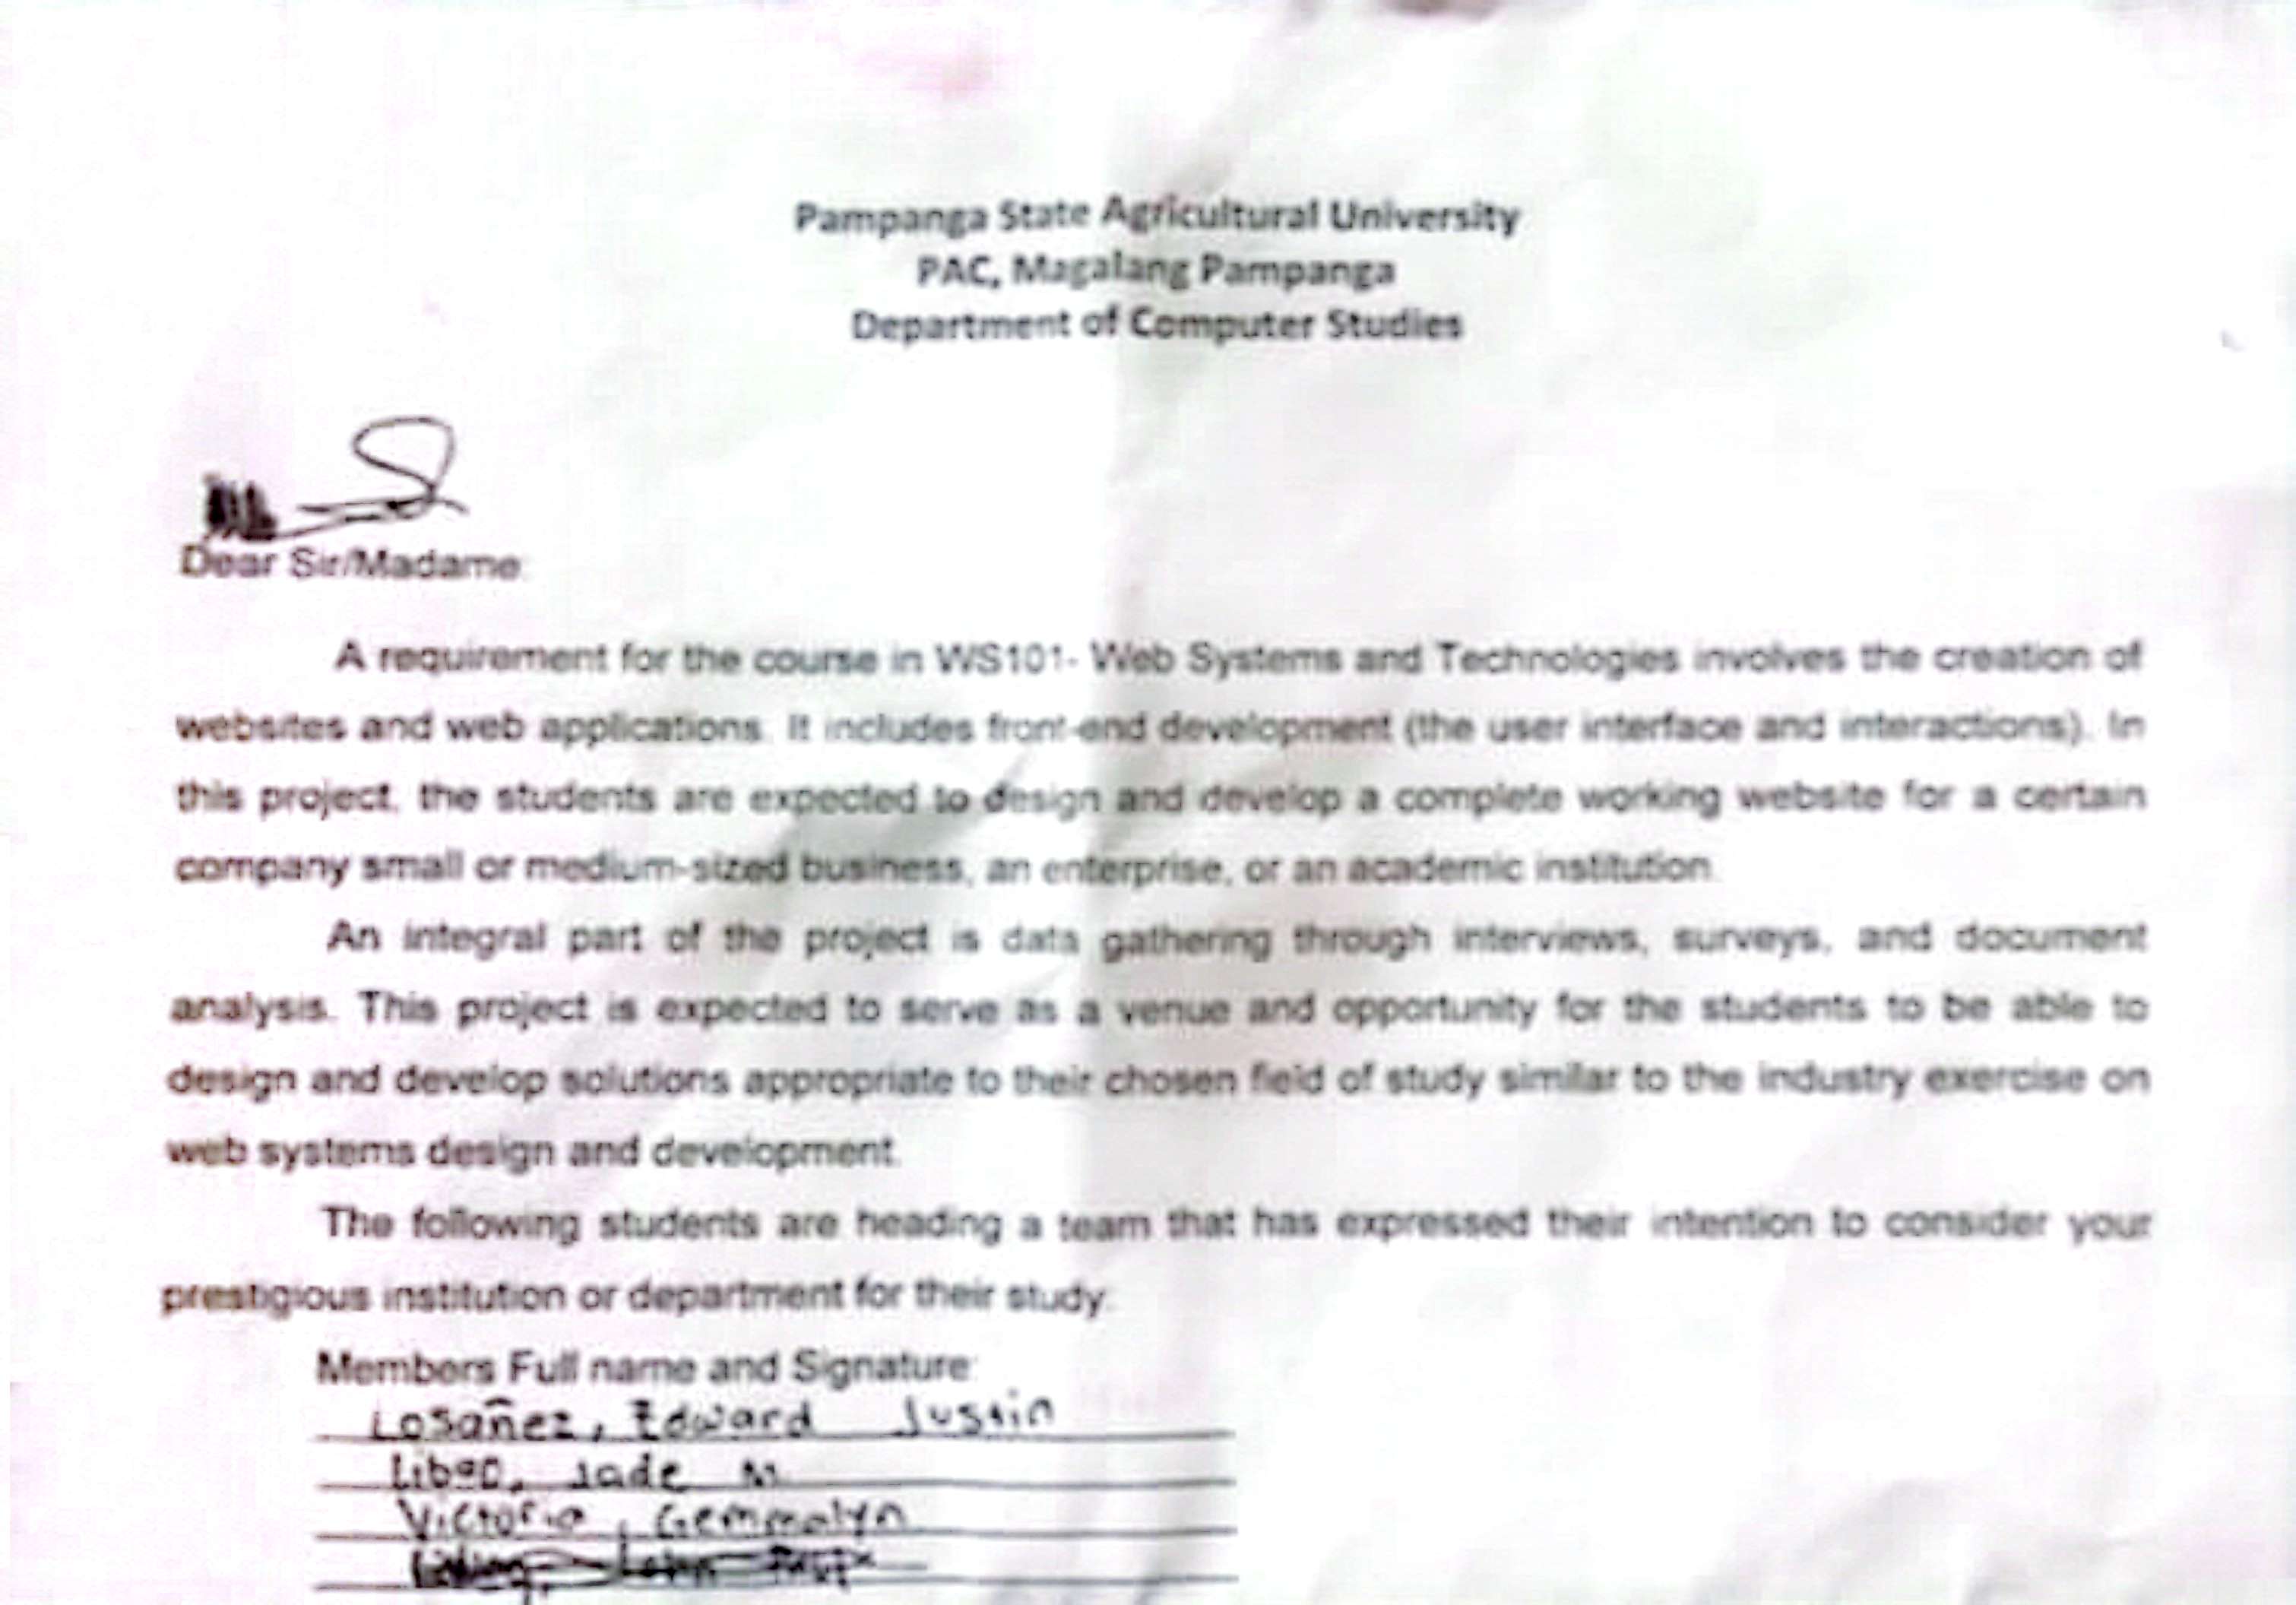 Pampanga State Agricultural University
PAC, Magalang Pampanga
Department of Computer Studies
Dear Sir/Madame:
A requirement for the course in WS101- Web Systems and Technologies involves the creation of
websites and web applications. It includes front-end development (the user interface and interactions). In
this project, the students are expected to design and develop a complete working website for a certain
company small or medium-sized business, an enterprise, or an academic institution.
An integral part of the project is data gathering through interviews, surveys, and document
analysis. This project is expected to serve as a venue and opportunity for the students to be able to
design and develop solutions appropriate to their chosen field of study similar to the industry exercise on
web systems design and development.
The following students are heading a team that has expressed their intention to consider your
prestigious institution or department for their study.
Members Full name and Signature:
Losañez, Edward Justin
Jade M.
Victoria, Gemmalyn